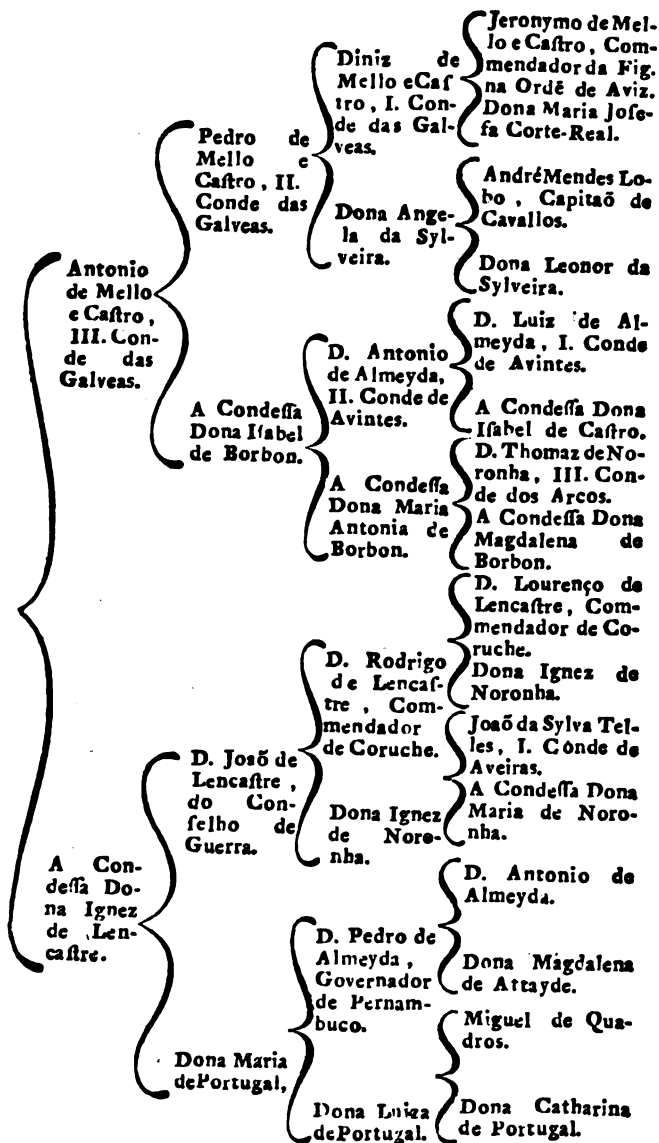 Antonio
de Mello
e Caſtro,
III. Con-
de das
Galveas.
A Con-
deſſa Do-
na Ignez
de Len-
caſtre.
Pedro de
Mello e
Caſtro, II.
Conde das
Galveas.
A Condeſſa
Dona Iſabel
de Borbon.
D. Joaõ de
Lencaſtre,
do Con-
ſelho de
Guerra.
Dona Maria
de Portugal,
Diniz de
Mello e Caſ
tro, I. Con-
de das Gal-
veas.
Dona Ange-
la da Syl-
veira.
D. Antonio
de Almeyda,
II. Conde de
Avintes.
A Condeſſa
Dona Maria
Antonia de
Borbon.
D. Rodrigo
de Lencaſ-
tre, Com-
mendador
de Coruche.
Dona Ignez
de Noro-
nha.
D. Pedro de
Almeyda,
Governador
de Pernam-
buco.
Dona Luiza
de Portugal.
Jeronymo de Mel-
lo e Caſtro, Com-
mendador da Fig.
na Ordẽ de Aviz.
Dona Maria Joſe-
fa Corte-Real.
André Mendes Lo-
bo, Capitaõ de
Cavallos.
Dona Leonor da
Sylveira.
D. Luiz de Al-
meyda, I. Conde
de Avintes.
A Condeſſa Dona
Iſabel de Caſtro.
D. Thomaz de No-
ronha, III. Con-
de dos Arcos.
A Condeſſa Dona
Magdalena de
Borbon.
D. Lourenço de
Lencaſtre, Com-
mendador de Co-
ruche.
Dona Ignez de
Noronha.
Joaõ da Sylva Tel-
les, I. Conde de
Aveiras.
A Condeſſa Dona
Maria de Noro-
nha.
D. Antonio de
Almeyda.
Dona Magdalena
de Attayde.
Miguel de Qua-
dros.
Dona Catharina
de Portugal.